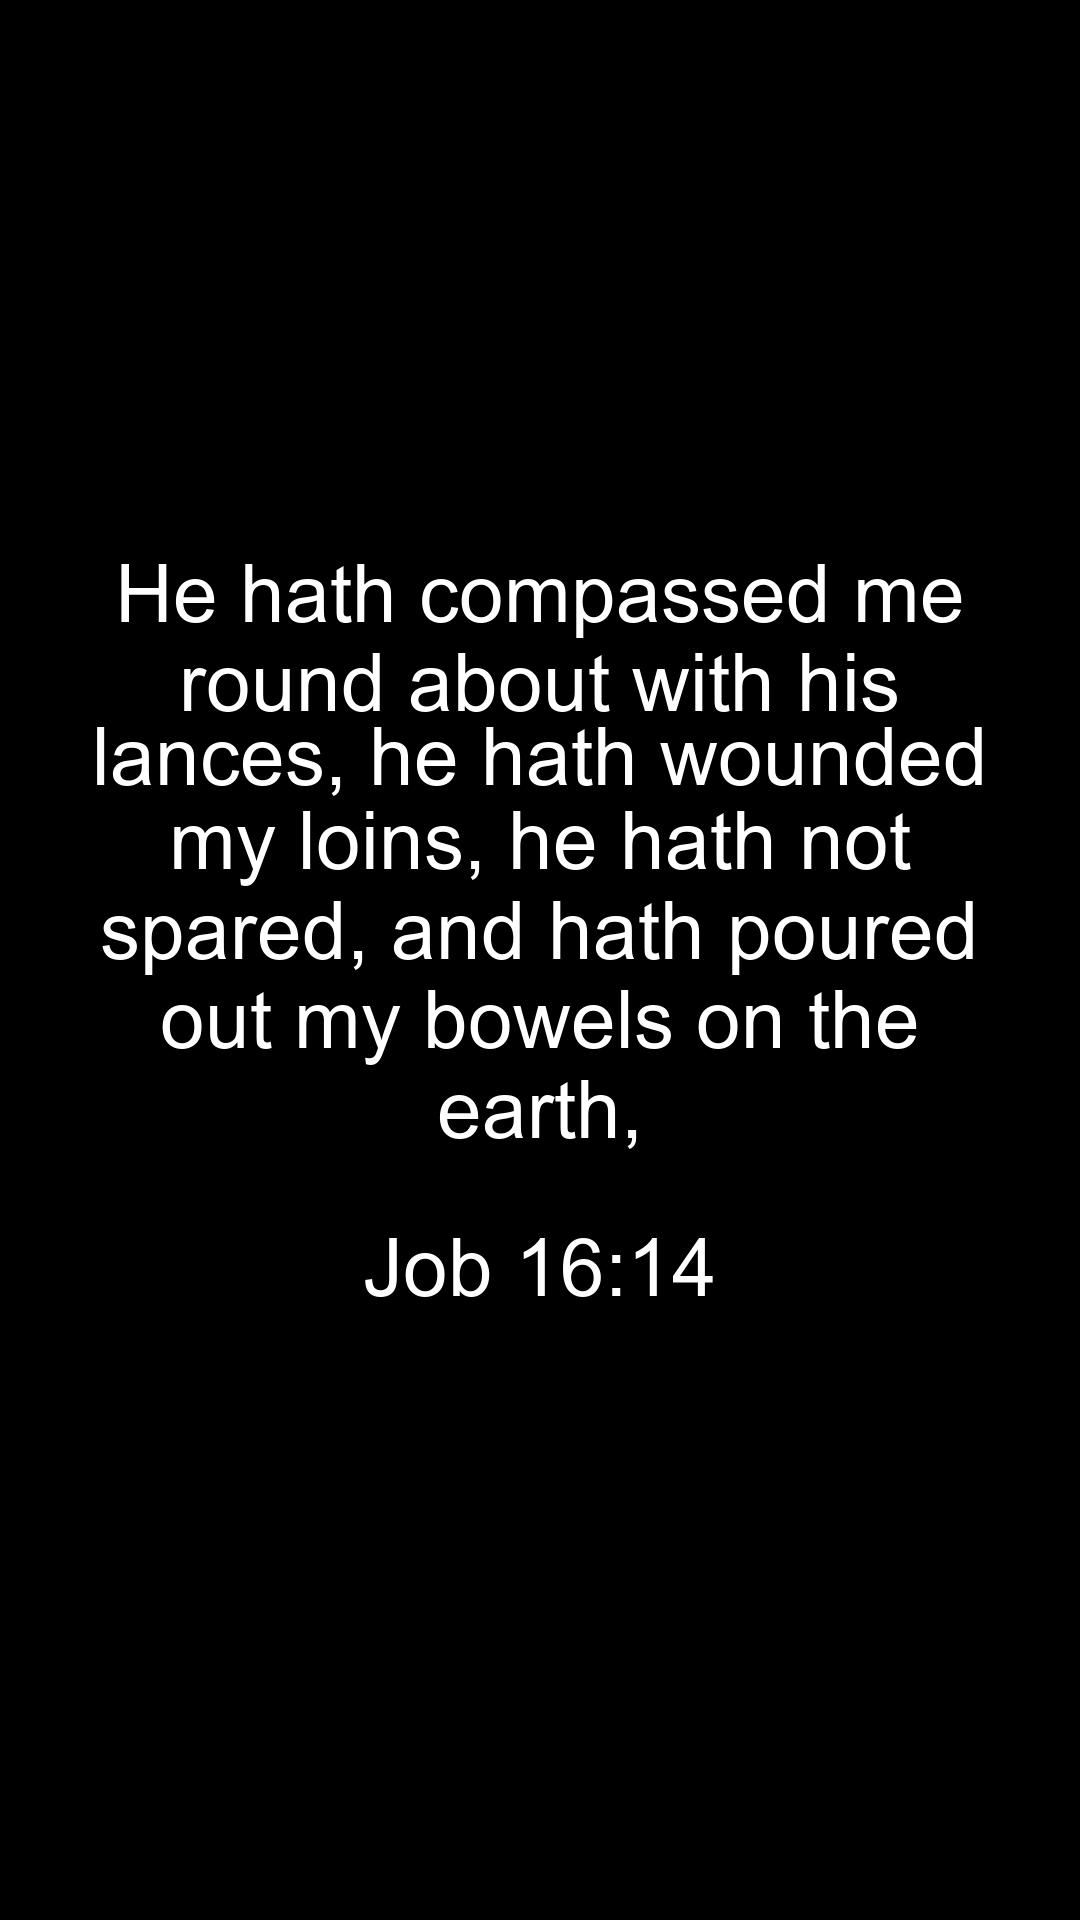 He hath compassed me
round about with his
lances, he hath wounded
my loins, he hath not
spared, and hath poured
out my bowels on the
earth,
Job 16:14